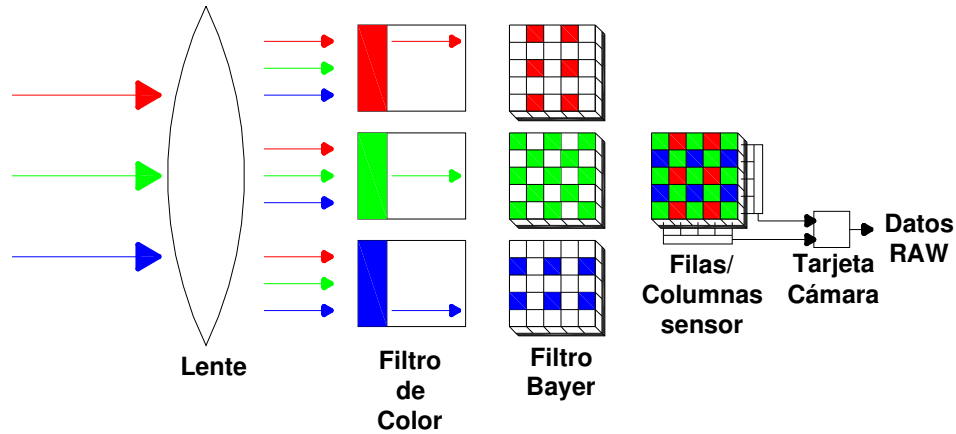 Lente
Filtro
de
Color
Filtro
Bayer
Filas/
Columnas
sensor
Tarjeta
Cámara
Datos
RAW